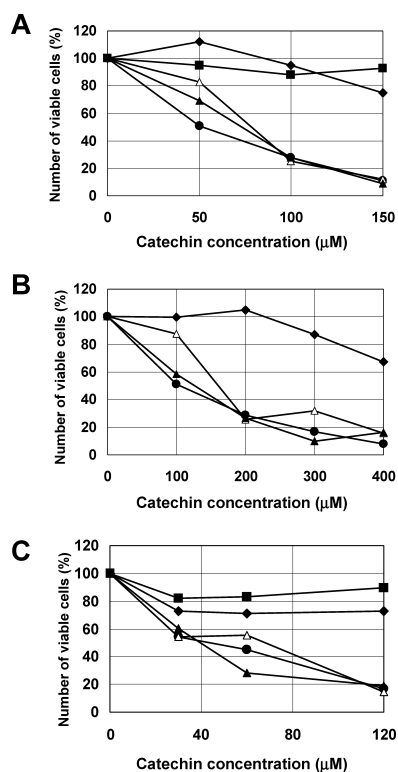 A
Number of viable cells (%)
120
100
80
60
40
20
0
0 50 100 150
Catechin concentration (μM)
B
Number of viable cells (%)
120
100
80
60
40
20
0
0 100 200 300 400
Catechin concentration (μM)
C
Number of viable cells (%)
120
100
80
60
40
20
0
0 40 80 120
Catechin concentration (μM)